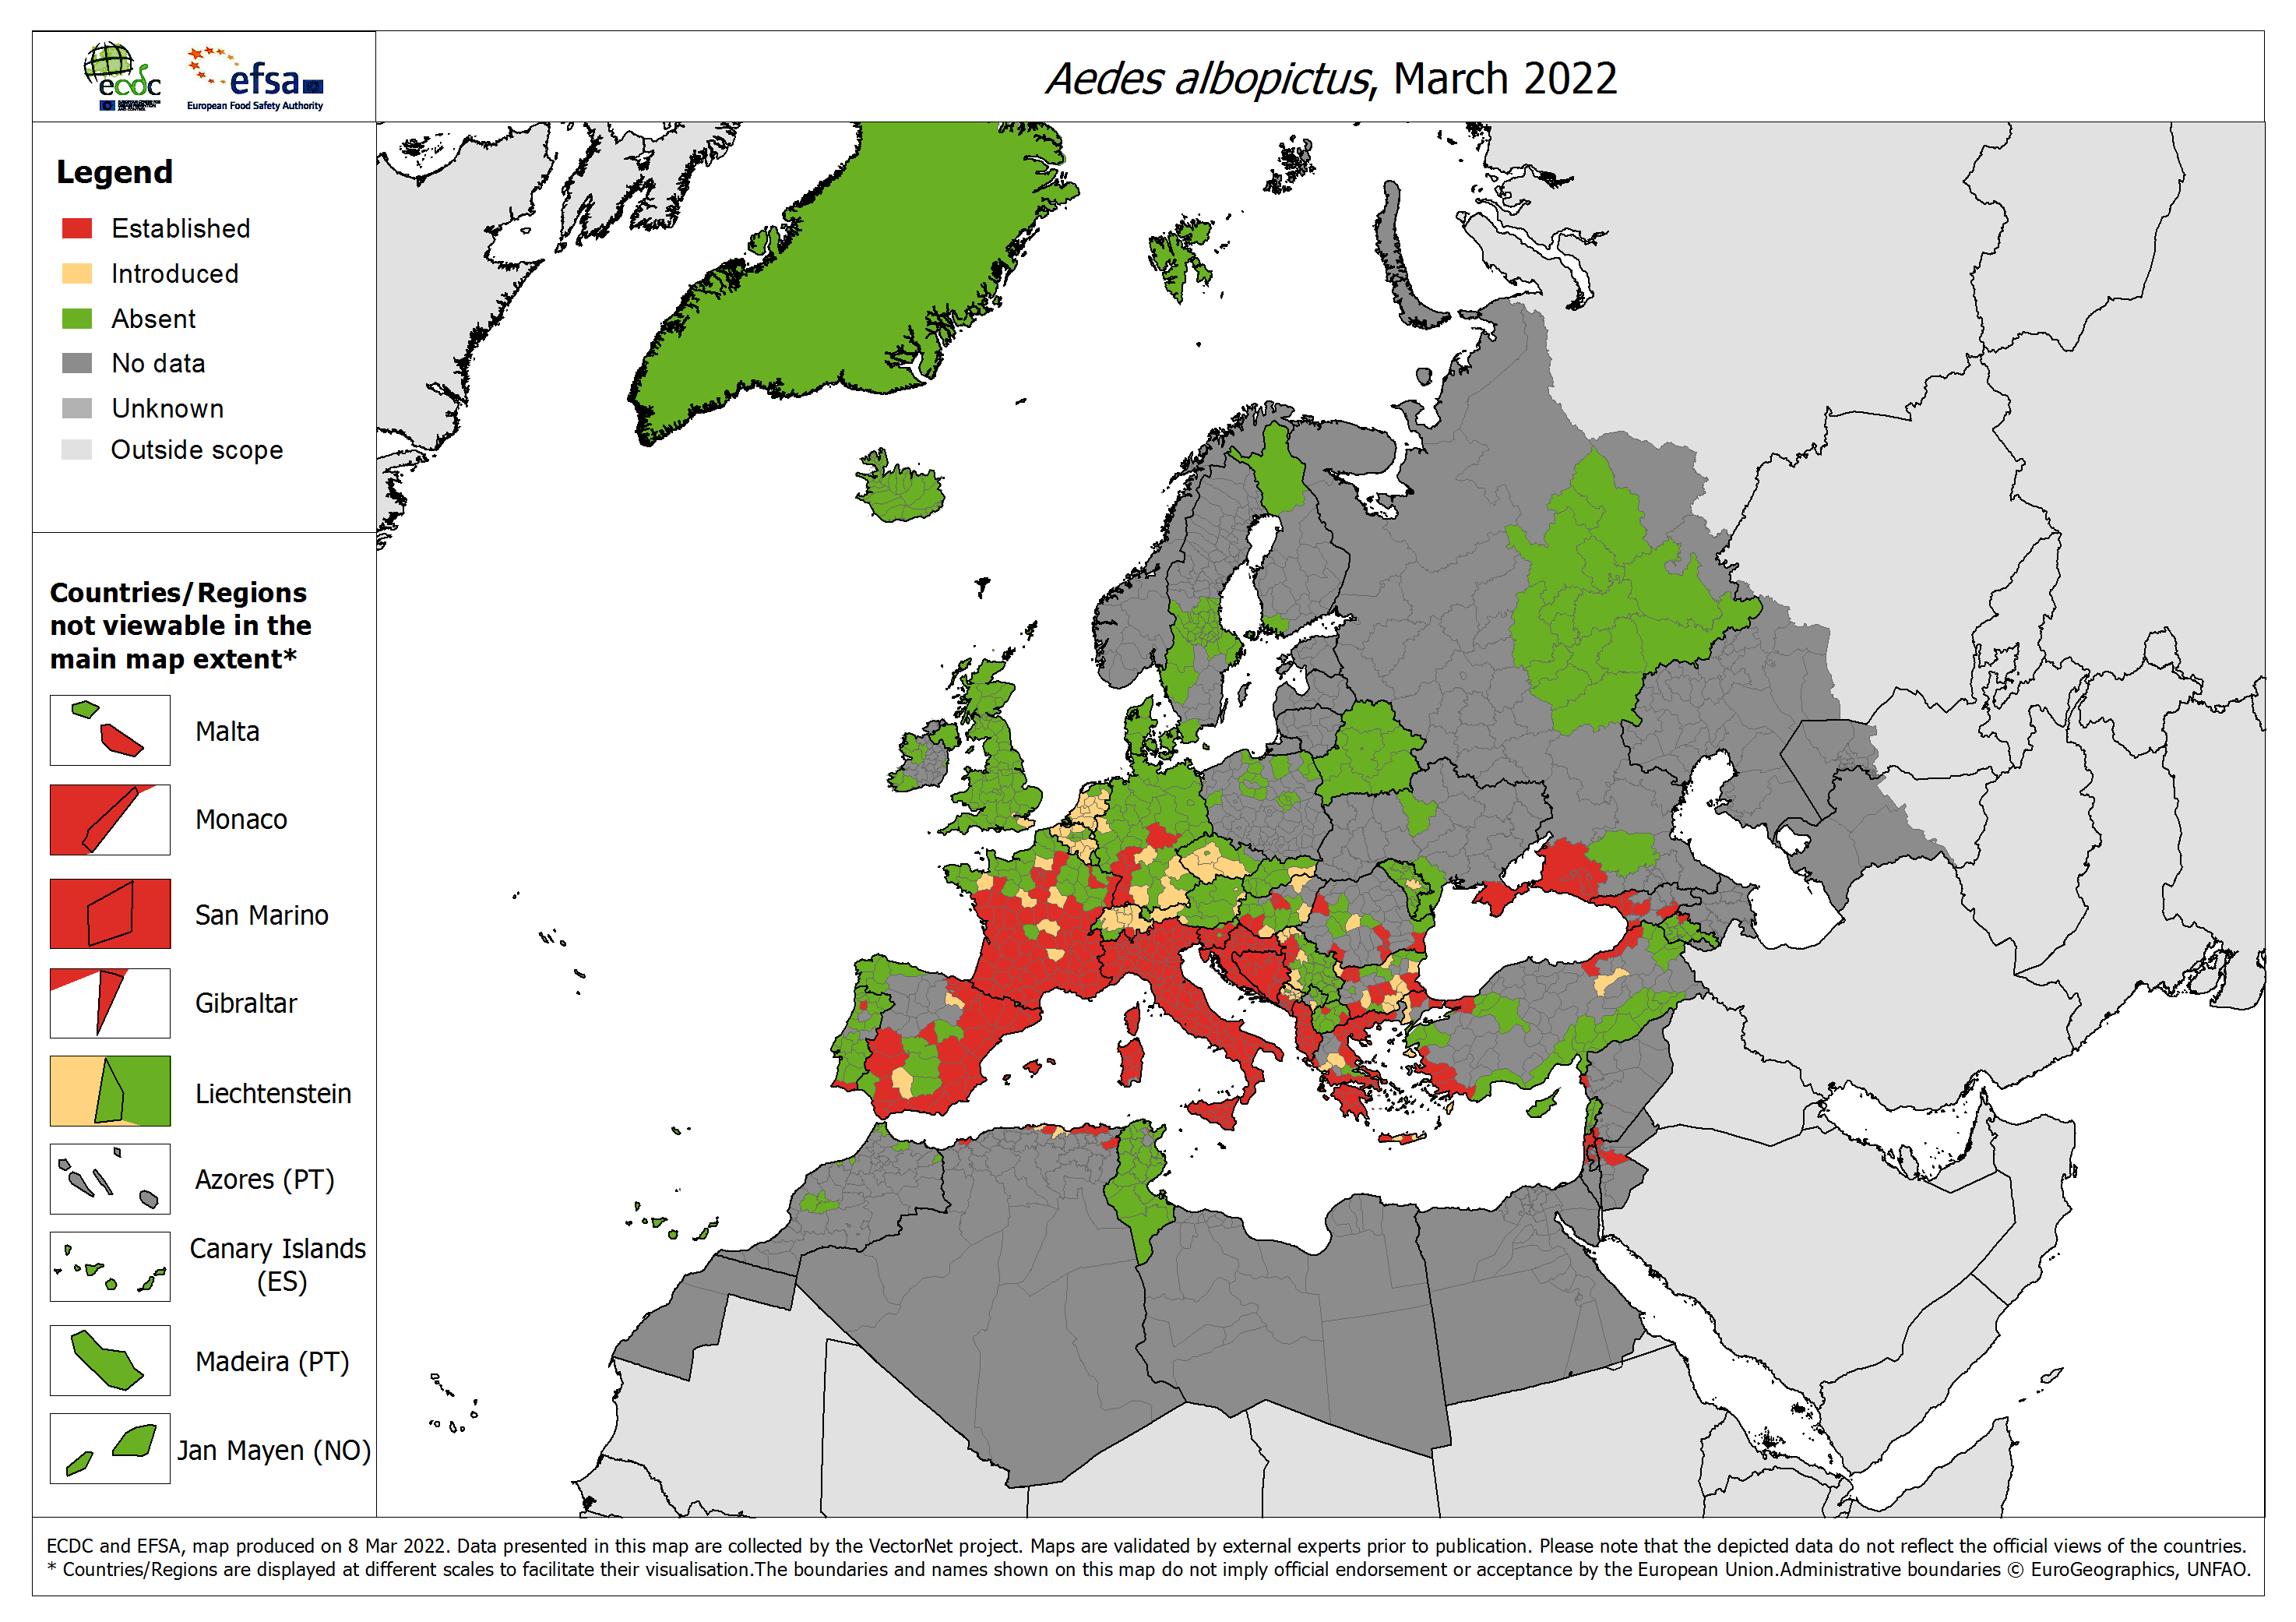 ecdc
efsa
European Food Safety Authority
Aedes albopictus, March 2022
Legend
Established
Introduced
Absent
No data
Unknown
Outside scope
Countries/Regions
not viewable in the
main map extent*
Malta
Monaco
San Marino
Gibraltar
Liechtenstein
Azores (PT)
Canary Islands
(ES)
Madeira (PT)
Jan Mayen (NO)
ECDC and EFSA, map produced on 8 Mar 2022. Data presented in this map are collected by the VectorNet project. Maps are validated by external experts prior to publication. Please note that the depicted data do not reflect the official views of the countries.
* Countries/Regions are displayed at different scales to facilitate their visualisation.The boundaries and names shown on this map do not imply official endorsement or acceptance by the European Union.Administrative boundaries © EuroGeographics, UNFAO.